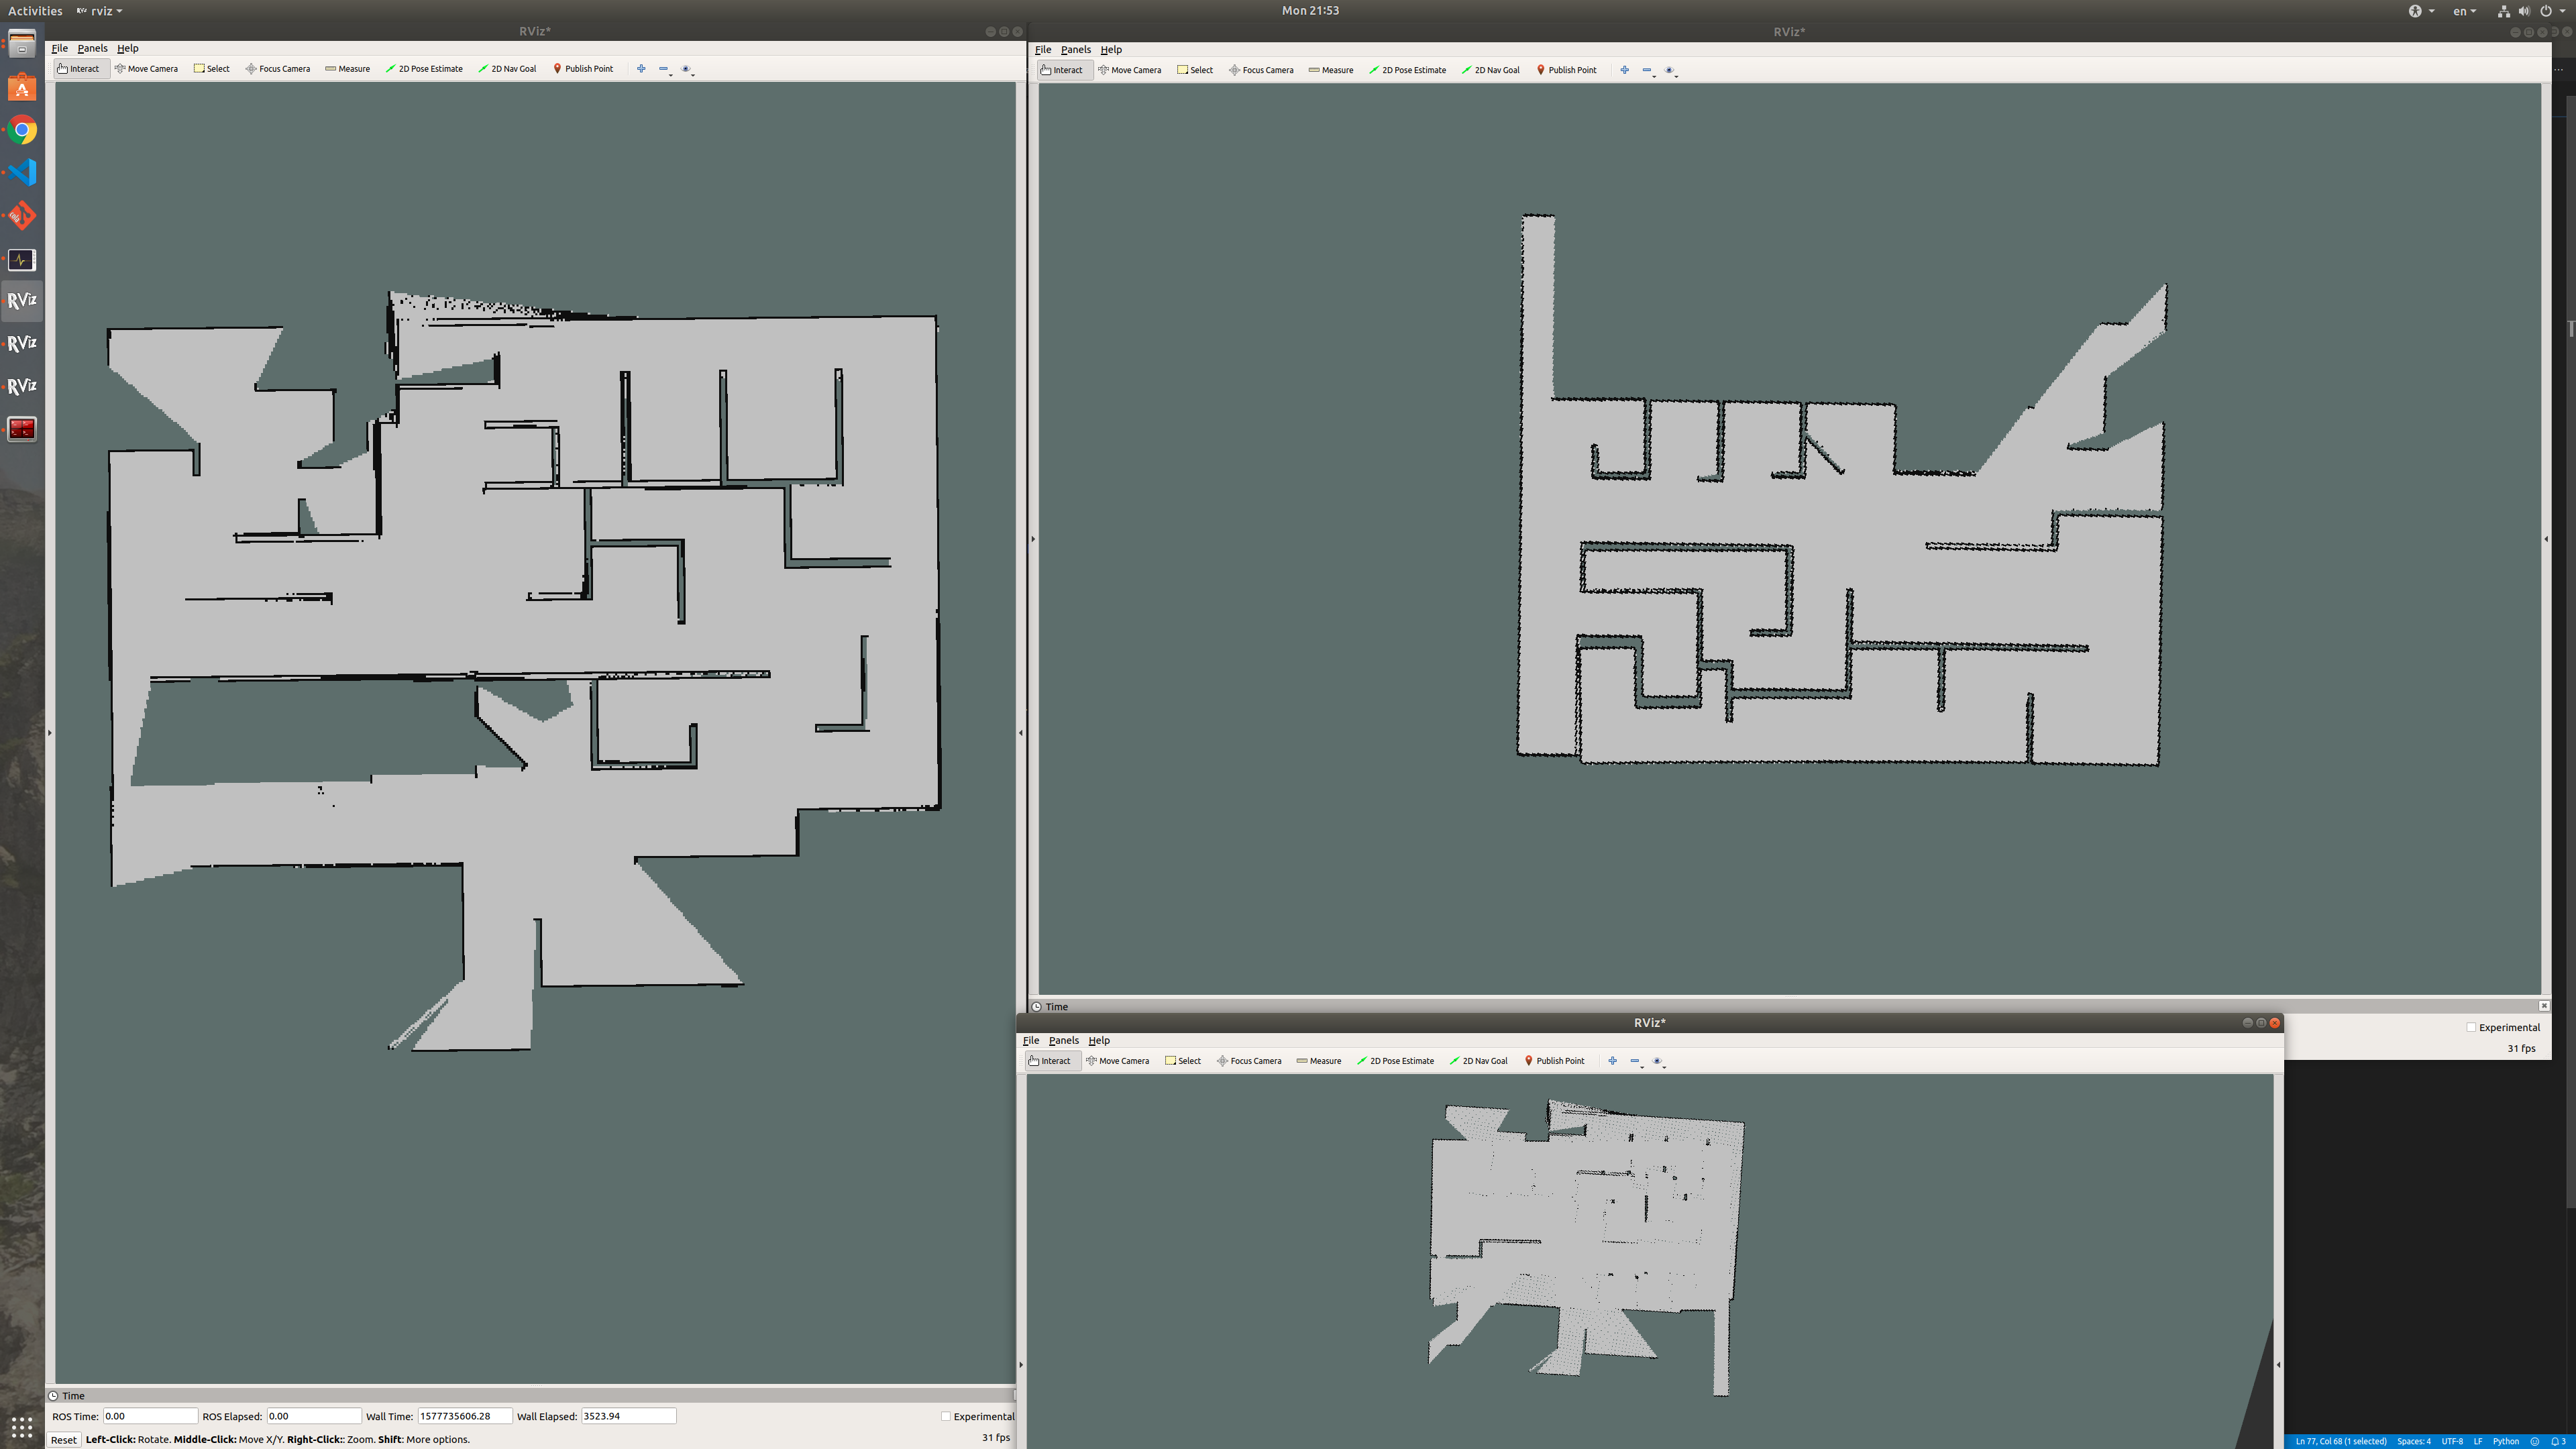 Activities RViz rviz Mon 21:53 en
RViz*
File Panels Help
Interact Move Camera Select Focus Camera Measure 2D Pose Estimate 2D Nav Goal Publish Point
RViz*
File Panels Help
Interact Move Camera Select Focus Camera Measure 2D Pose Estimate 2D Nav Goal Publish Point
RViz
RViz
RViz
Time
Experimental
31 fps
RViz*
File Panels Help
Interact Move Camera Select Focus Camera Measure 2D Pose Estimate 2D Nav Goal Publish Point
Time
ROS Time: 0.00 ROS Elapsed: 0.00 Wall Time: 1577735606.28 Wall Elapsed: 3523.94 Experimental
Reset Left-Click: Rotate. Middle-Click: Move X/Y. Right-Click:: Zoom. Shift: More options. 31 fps
Ln 77, Col 68 (1 selected) Spaces: 4 UTF-8 LF Python 3